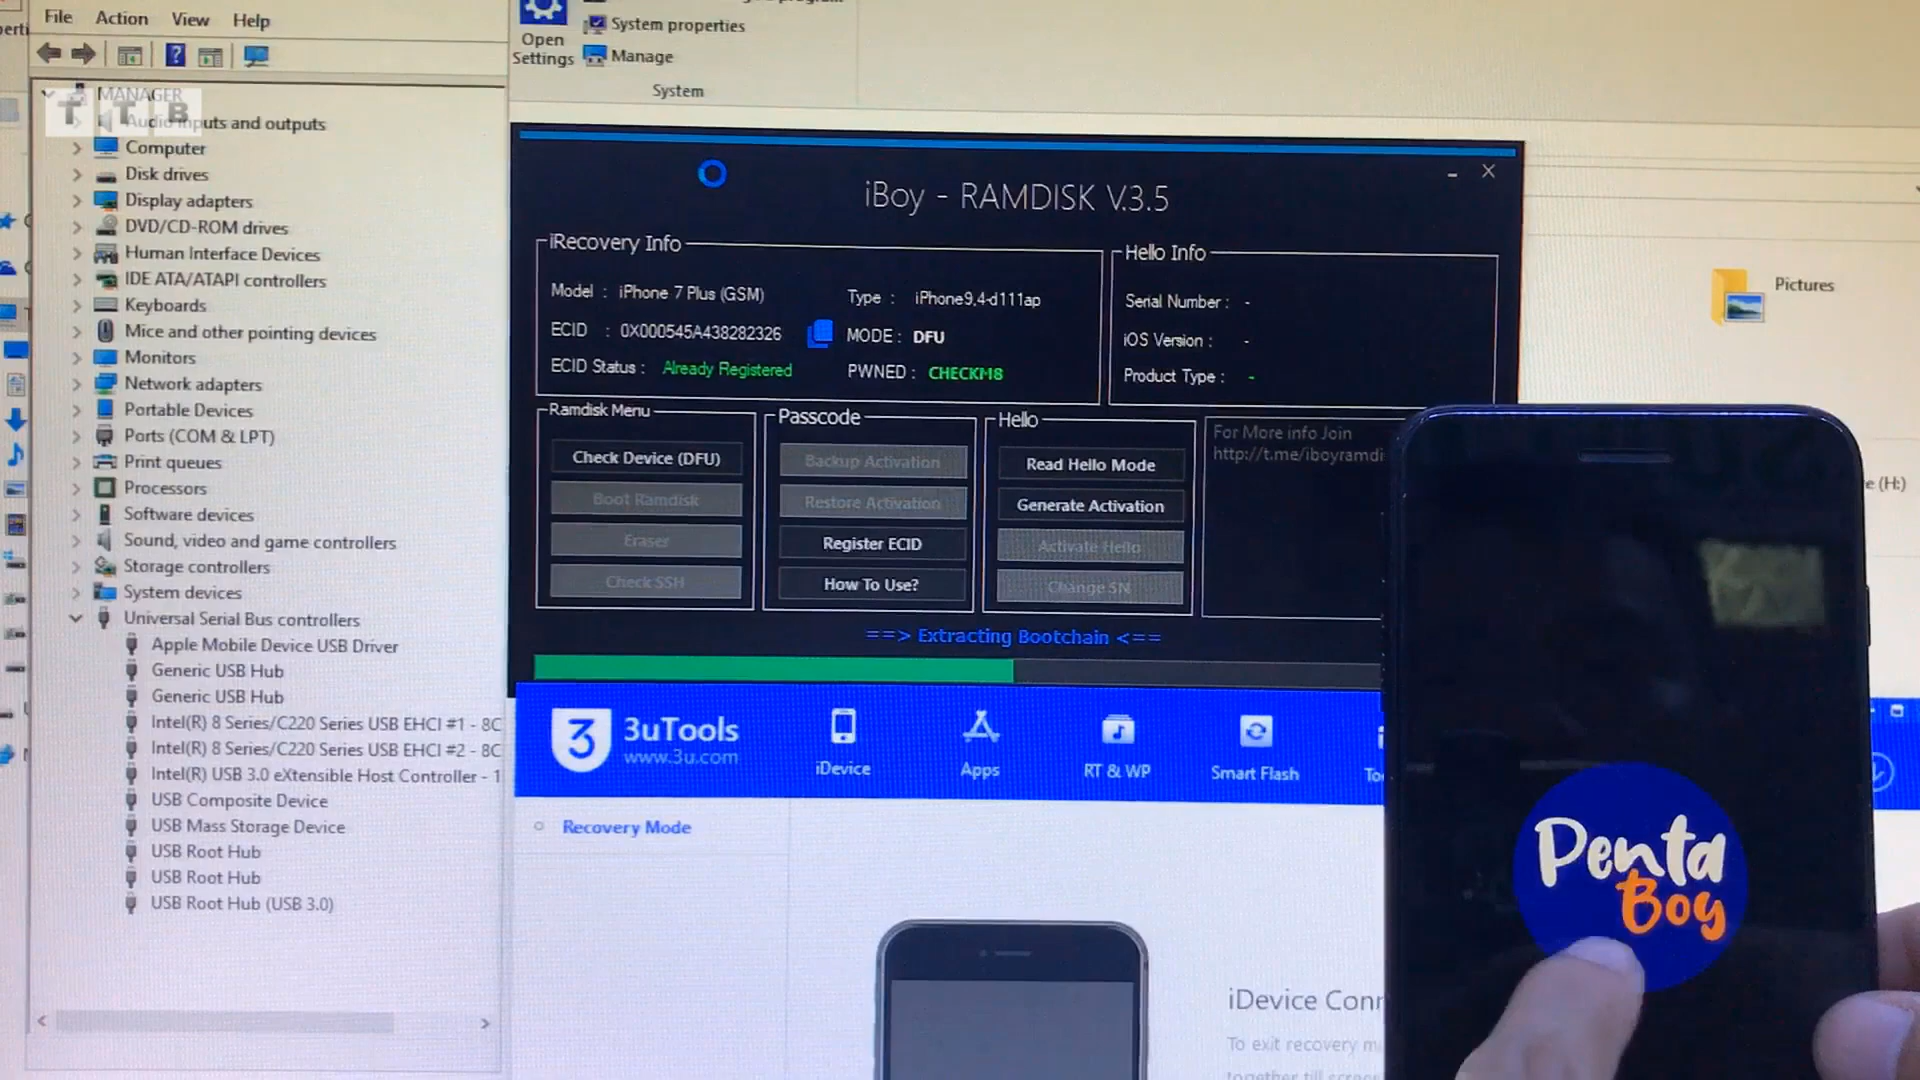 File Action View Help
MANAGER
T T B
Audio inputs and outputs
Computer
Disk drives
Display adapters
DVD/CD-ROM drives
Human Interface Devices
IDE ATA/ATAPI controllers
Keyboards
Mice and other pointing devices
Monitors
Network adapters
Portable Devices
Ports (COM & LPT)
Print queues
Processors
Software devices
Sound, video and game controllers
Storage controllers
System devices
Universal Serial Bus controllers
Apple Mobile Device USB Driver
Generic USB Hub
Generic USB Hub
Intel(R) 8 Series/C220 Series USB EHCI #1 - 8C
Intel(R) 8 Series/C220 Series USB EHCI #2 - 8C
Intel(R) USB 3.0 eXtensible Host Controller - 1
USB Composite Device
USB Mass Storage Device
USB Root Hub
USB Root Hub
USB Root Hub (USB 3.0)
Open
Settings
System properties
Manage
System
iBoy - RAMDISK V.3.5
iRecovery Info
Model : iPhone 7 Plus (GSM)
Type : iPhone9,4-d111ap
ECID : 0X000545A438282326
MODE : DFU
ECID Status : Already Registered
PWNED : CHECKM8
Hello Info
Serial Number : -
iOS Version : -
Product Type : -
Ramdisk Menu
Check Device (DFU)
Boot Ramdisk
Eraser
Check SSH
Passcode
Backup Activation
Restore Activation
Register ECID
How To Use?
Hello
Read Hello Mode
Generate Activation
Activate Hello
Change SN
For More info Join
http://t.me/iboyramdi
==> Extracting Bootchain <==
3 3uTools
www.3u.com
iDevice
Apps
RT & WP
Smart Flash
To
Recovery Mode
iDevice Conn
To exit recovery m
together till screen
Pictures
e (H:)
Penta
Boy